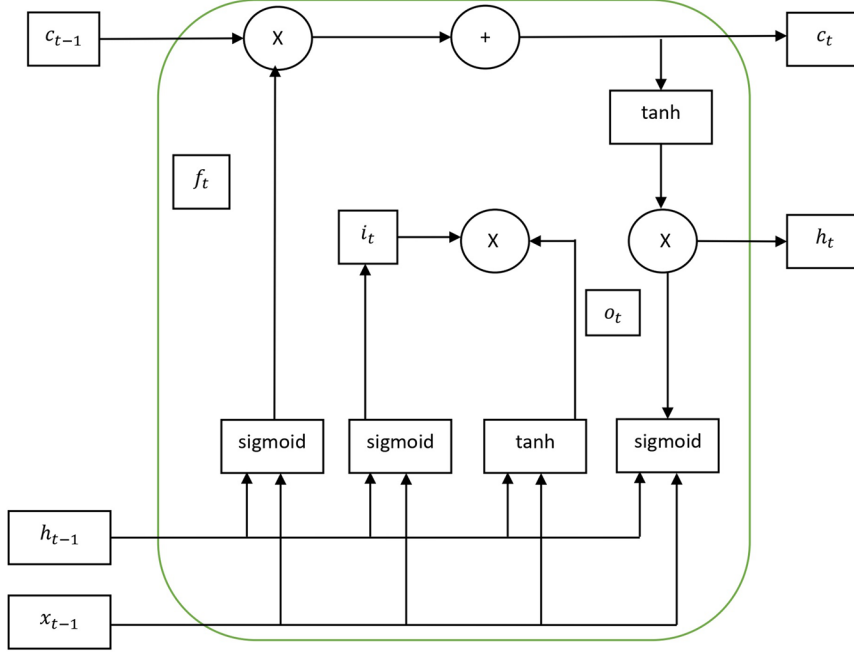 c_{t−1} X + c_t
tanh
f_t
i_t X X h_t
o_t
sigmoid sigmoid tanh sigmoid
h_{t−1}
x_{t−1}